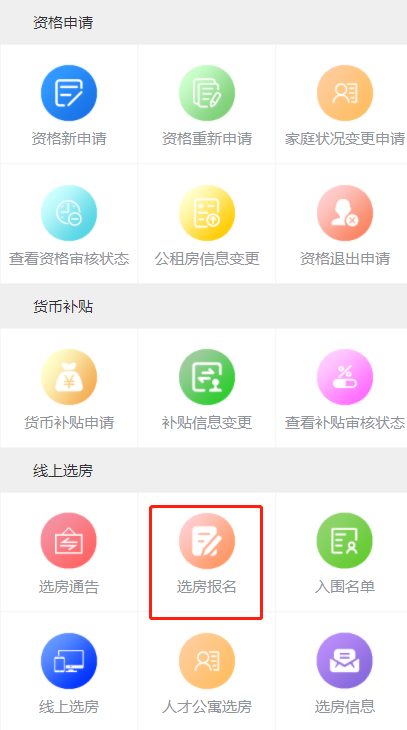 资格申请
资格新申请
资格重新申请
家庭状况变更申请
查看资格审核状态
公租房信息变更
资格退出申请
货币补贴
货币补贴申请
补贴信息变更
查看补贴审核状态
线上选房
选房通告
选房报名
入围名单
线上选房
人才公寓选房
选房信息